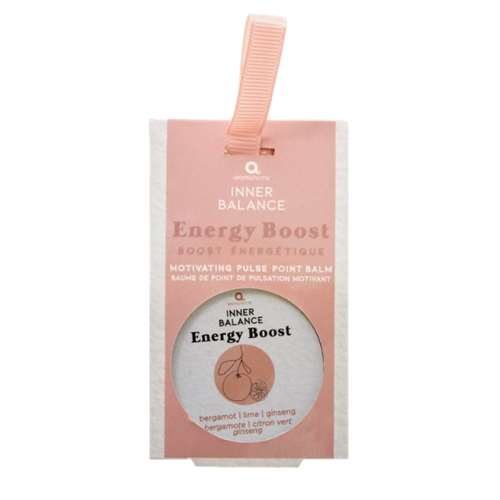 aromahome
INNER
BALANCE
Energy Boost
BOOST ÉNERGÉTIQUE
MOTIVATING PULSE POINT BALM
BAUME DE POINT DE PULSATION MOTIVANT
INNER
BALANCE
Energy Boost
bergamot | lime | ginseng
bergamote | citron vert
ginseng